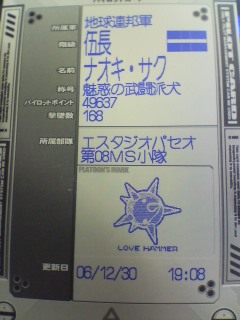 所属軍 地球連邦軍
階級 伍長
名前 ナオキ・サク
称号 魅惑の武闘派犬
パイロットポイント 49637
撃墜数 168
所属部隊 エスタジオパセオ
第08MS小隊
PLATOON'S MARK
LOVE HAMMER
更新日 06/12/30 19:08